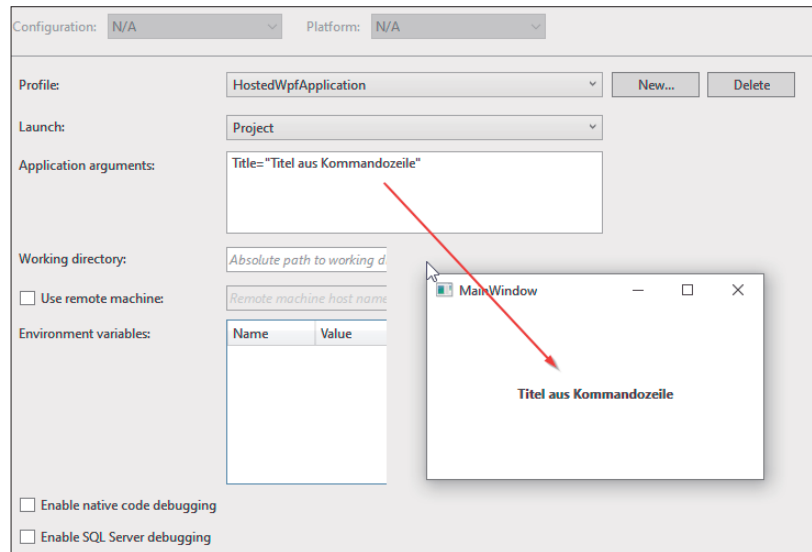 Configuration: N/A Platform: N/A
Profile: HostedWpfApplication New... Delete
Launch: Project
Application arguments: Title="Titel aus Kommandozeile"
Working directory: Absolute path to working d
Use remote machine: Remote machine host name
Environment variables: Name Value
MainWindow
Titel aus Kommandozeile
Enable native code debugging
Enable SQL Server debugging